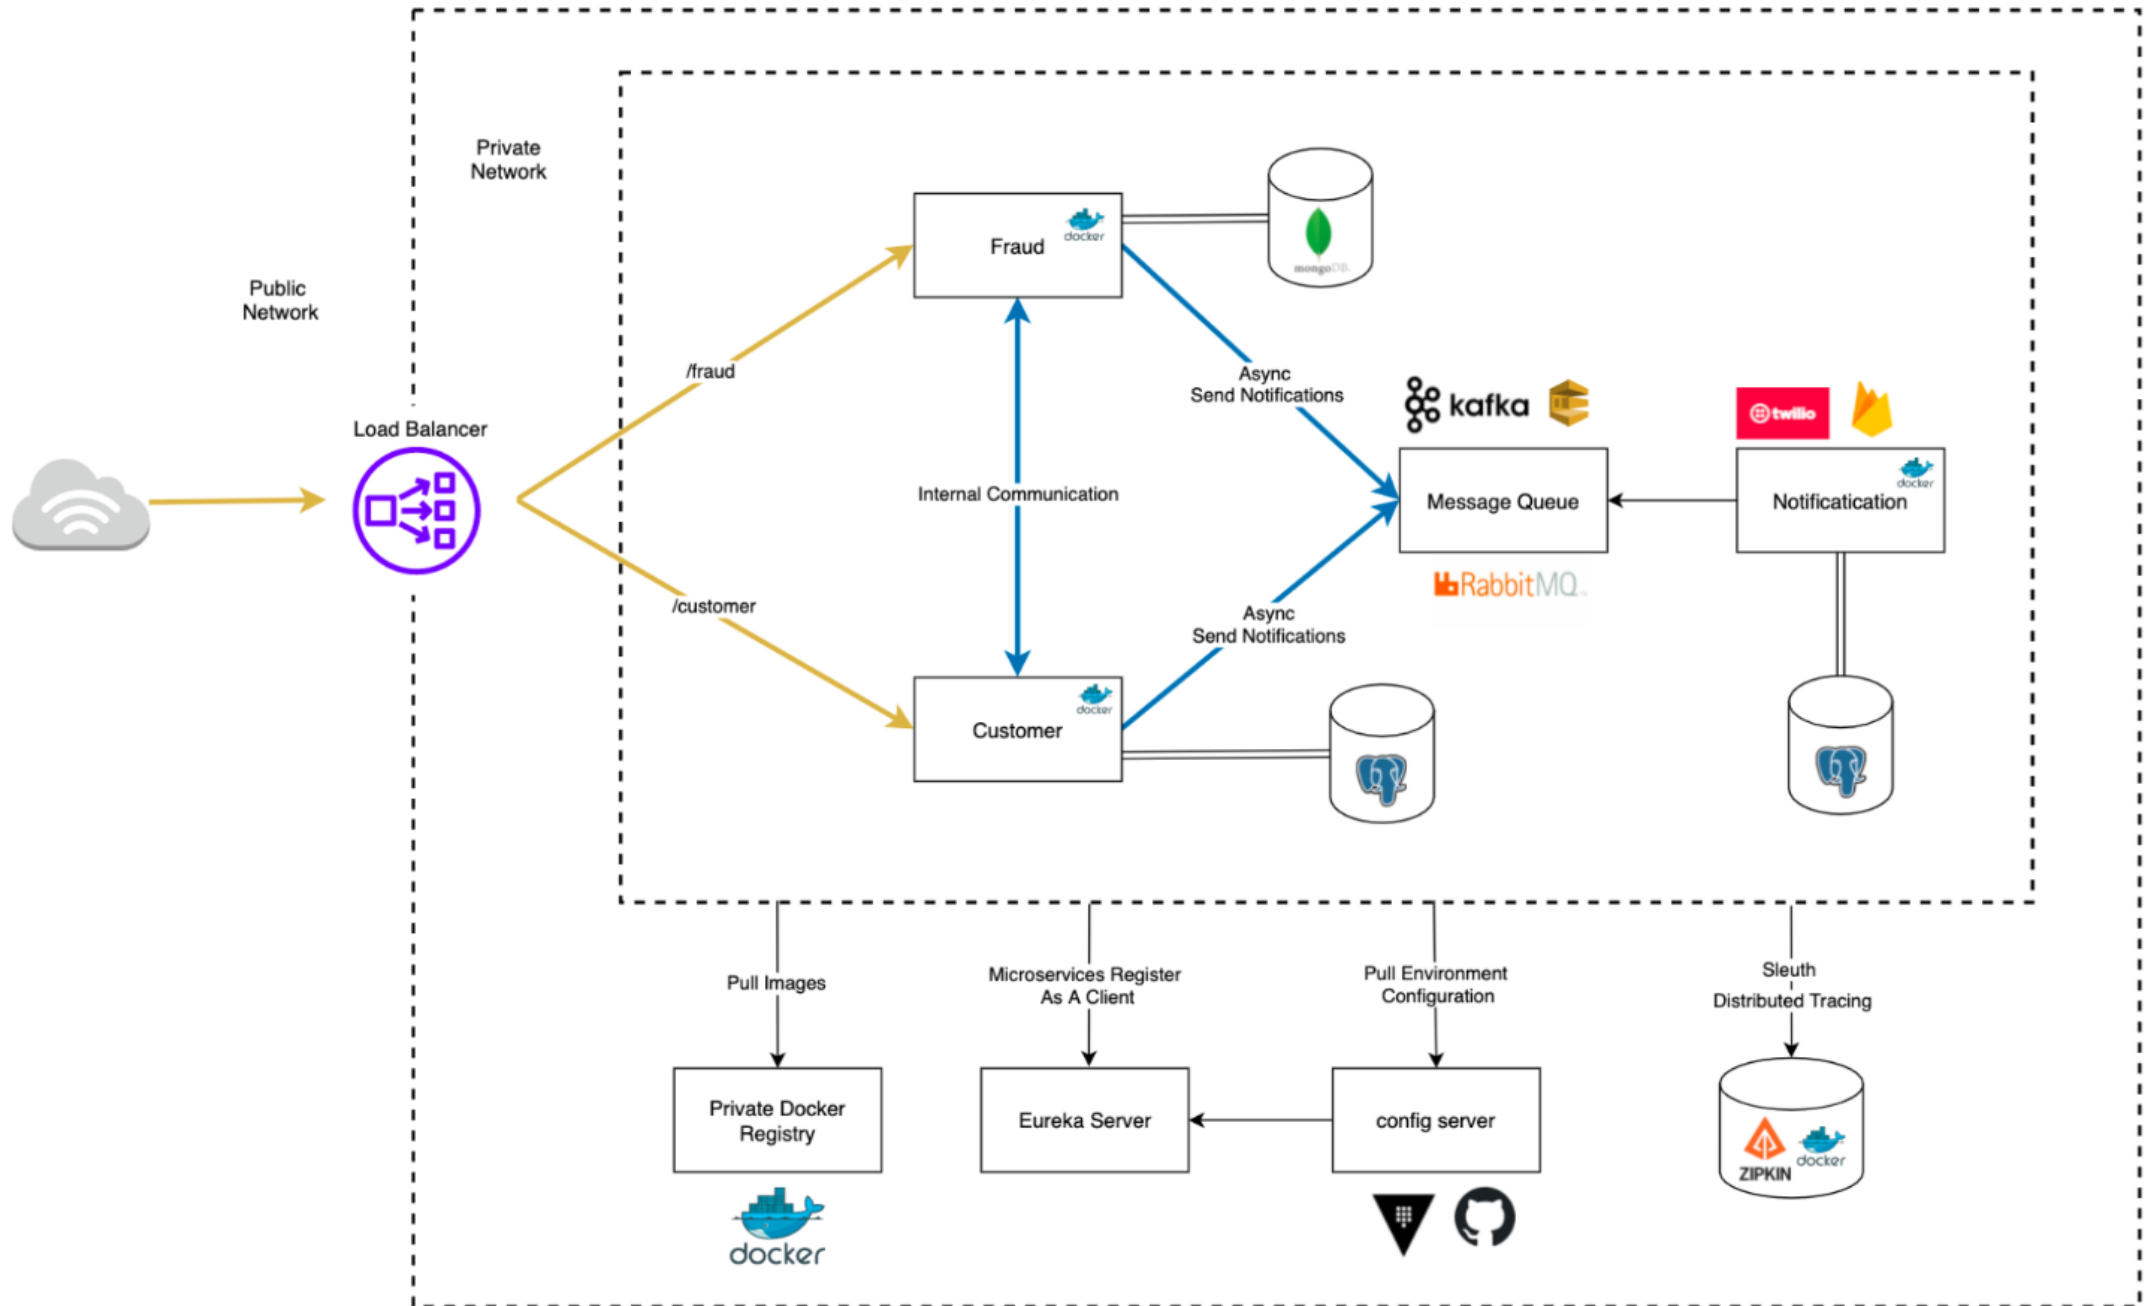 Private
Network
Public
Network
Load Balancer
/fraud
/customer
Fraud
docker
mongoDB
Internal Communication
Async
Send Notifications
Async
Send Notifications
Customer
docker
kafka
Message Queue
RabbitMQ
twilio
docker
Notificatication
Pull Images
Microservices Register
As A Client
Pull Environment
Configuration
Sleuth
Distributed Tracing
Private Docker
Registry
docker
Eureka Server
config server
ZIPKIN
docker